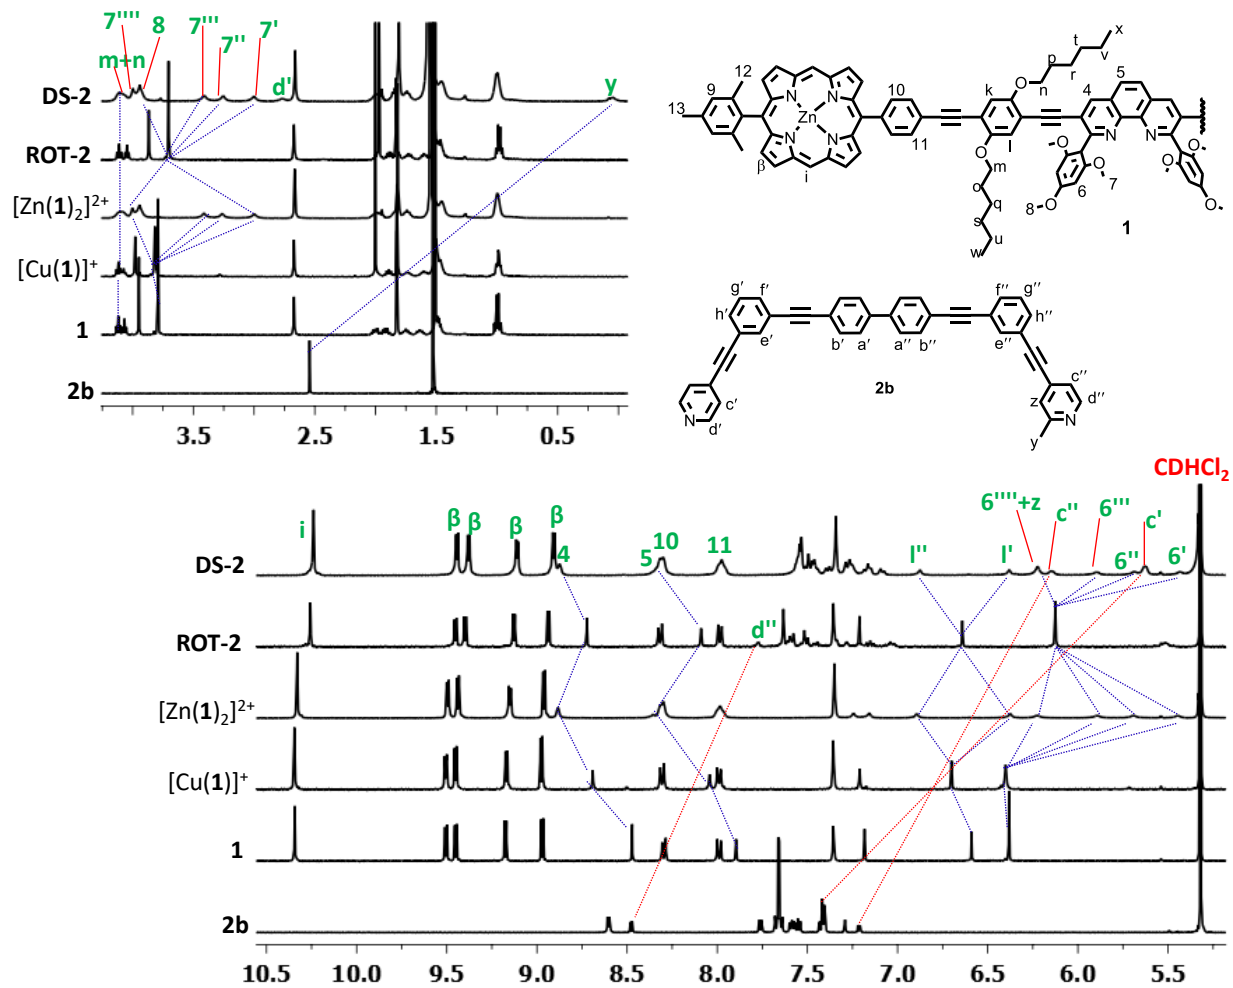 7'''' 8 7''' 7'' 7'
m+n d' y
DS-2
ROT-2
[Zn(1)₂]²⁺
[Cu(1)]⁺
1
2b
3.5 2.5 1.5 0.5
9 12 13 N N N N Zn β i 10 11 k l O n p r t v x O m o q s u w 4 5 N N O O O 6 7 8 O O O
1
g' f' h' e' b' a' a'' b'' f'' g'' h'' e''
c' d' N z c'' d'' N y
2b
CDHCl₂
i β β β β 4 5 10 11 l'' l' 6''''+z c'' 6''' 6'' c' 6'
DS-2
ROT-2
d''
[Zn(1)₂]²⁺
[Cu(1)]⁺
1
2b
10.5 10.0 9.5 9.0 8.5 8.0 7.5 7.0 6.5 6.0 5.5